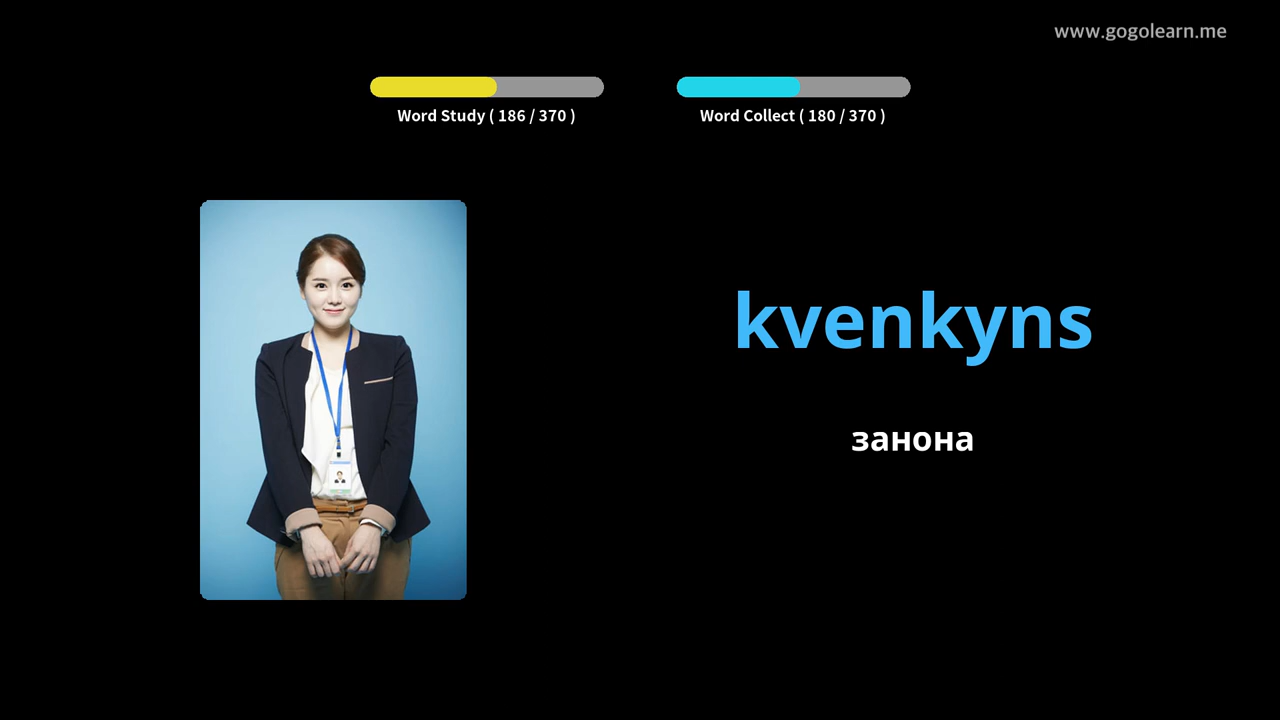 www.gogolearn.me
Word Study ( 186 / 370 )
Word Collect ( 180 / 370 )
kvenkyns
занона